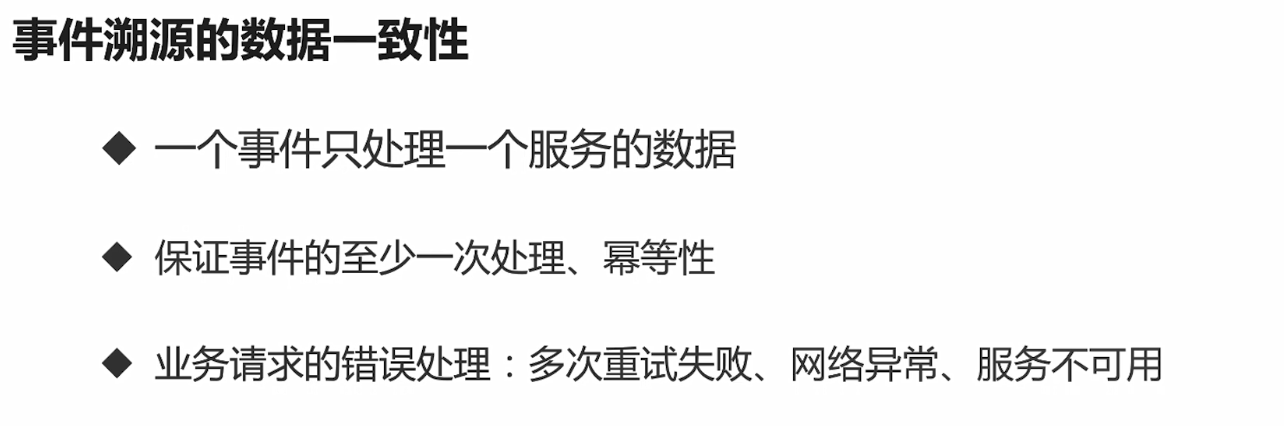 事件溯源的数据一致性
◆ 一个事件只处理一个服务的数据
◆ 保证事件的至少一次处理、幂等性
◆ 业务请求的错误处理：多次重试失败、网络异常、服务不可用